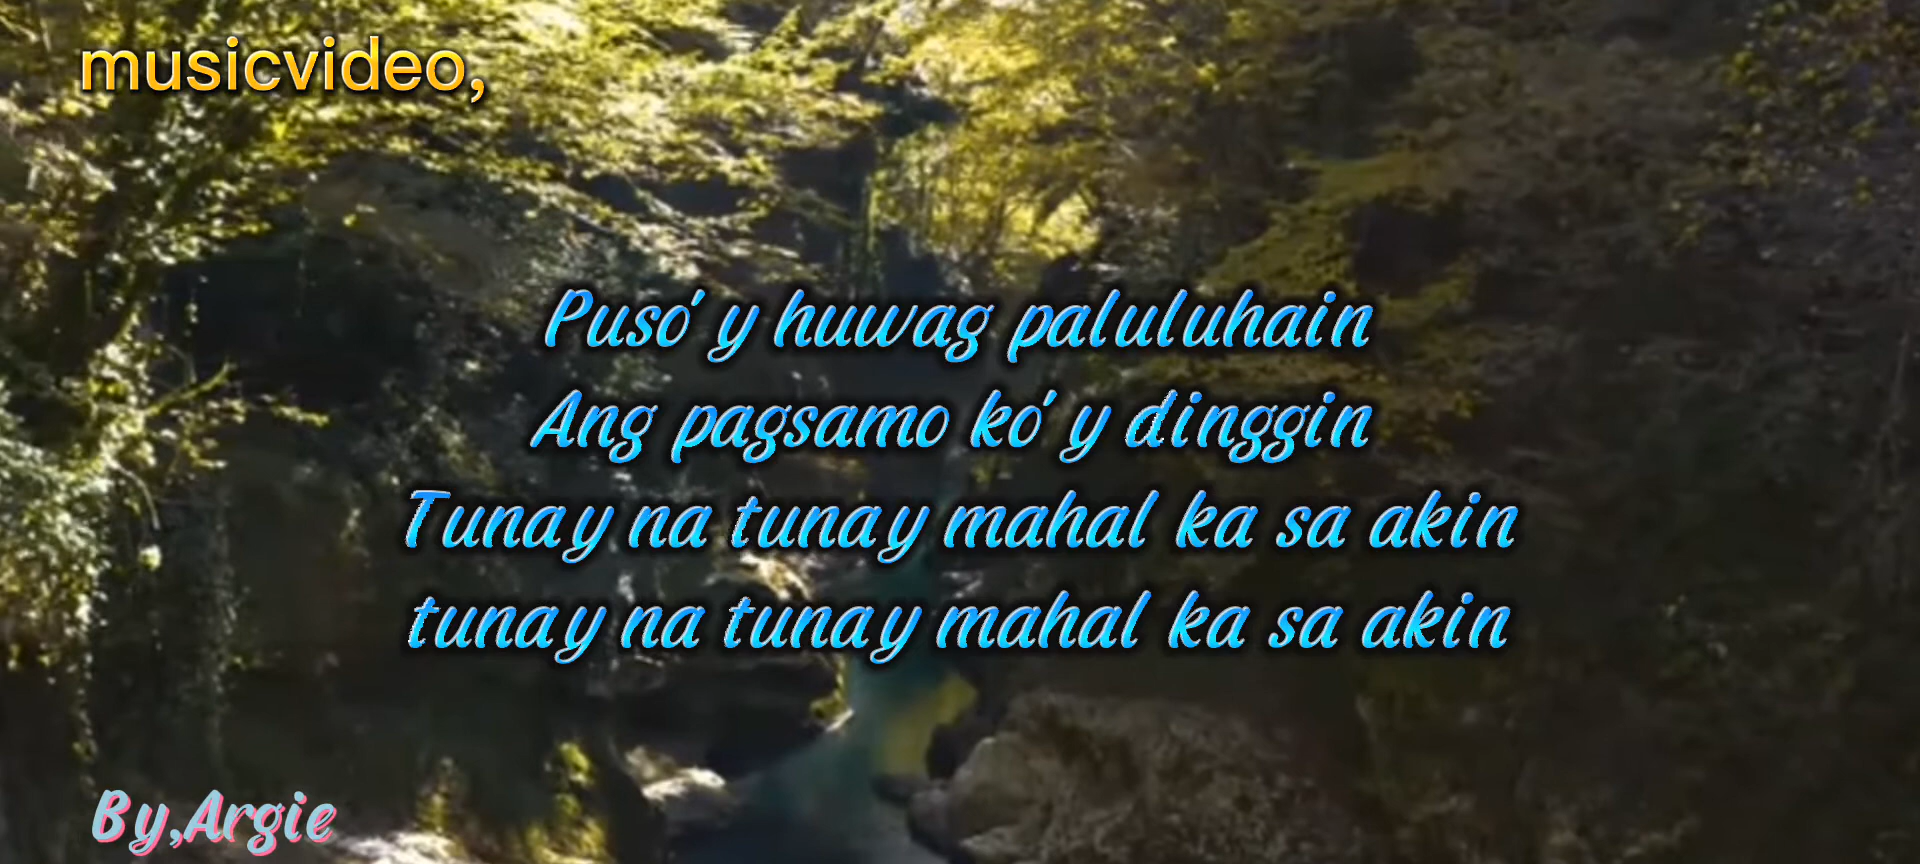 musicvideo,
Puso'y huwag paluluhain
Ang pagsamo ko'y dinggin
Tunay na tunay mahal ka sa akin
tunay na tunay mahal ka sa akin
By,Argie